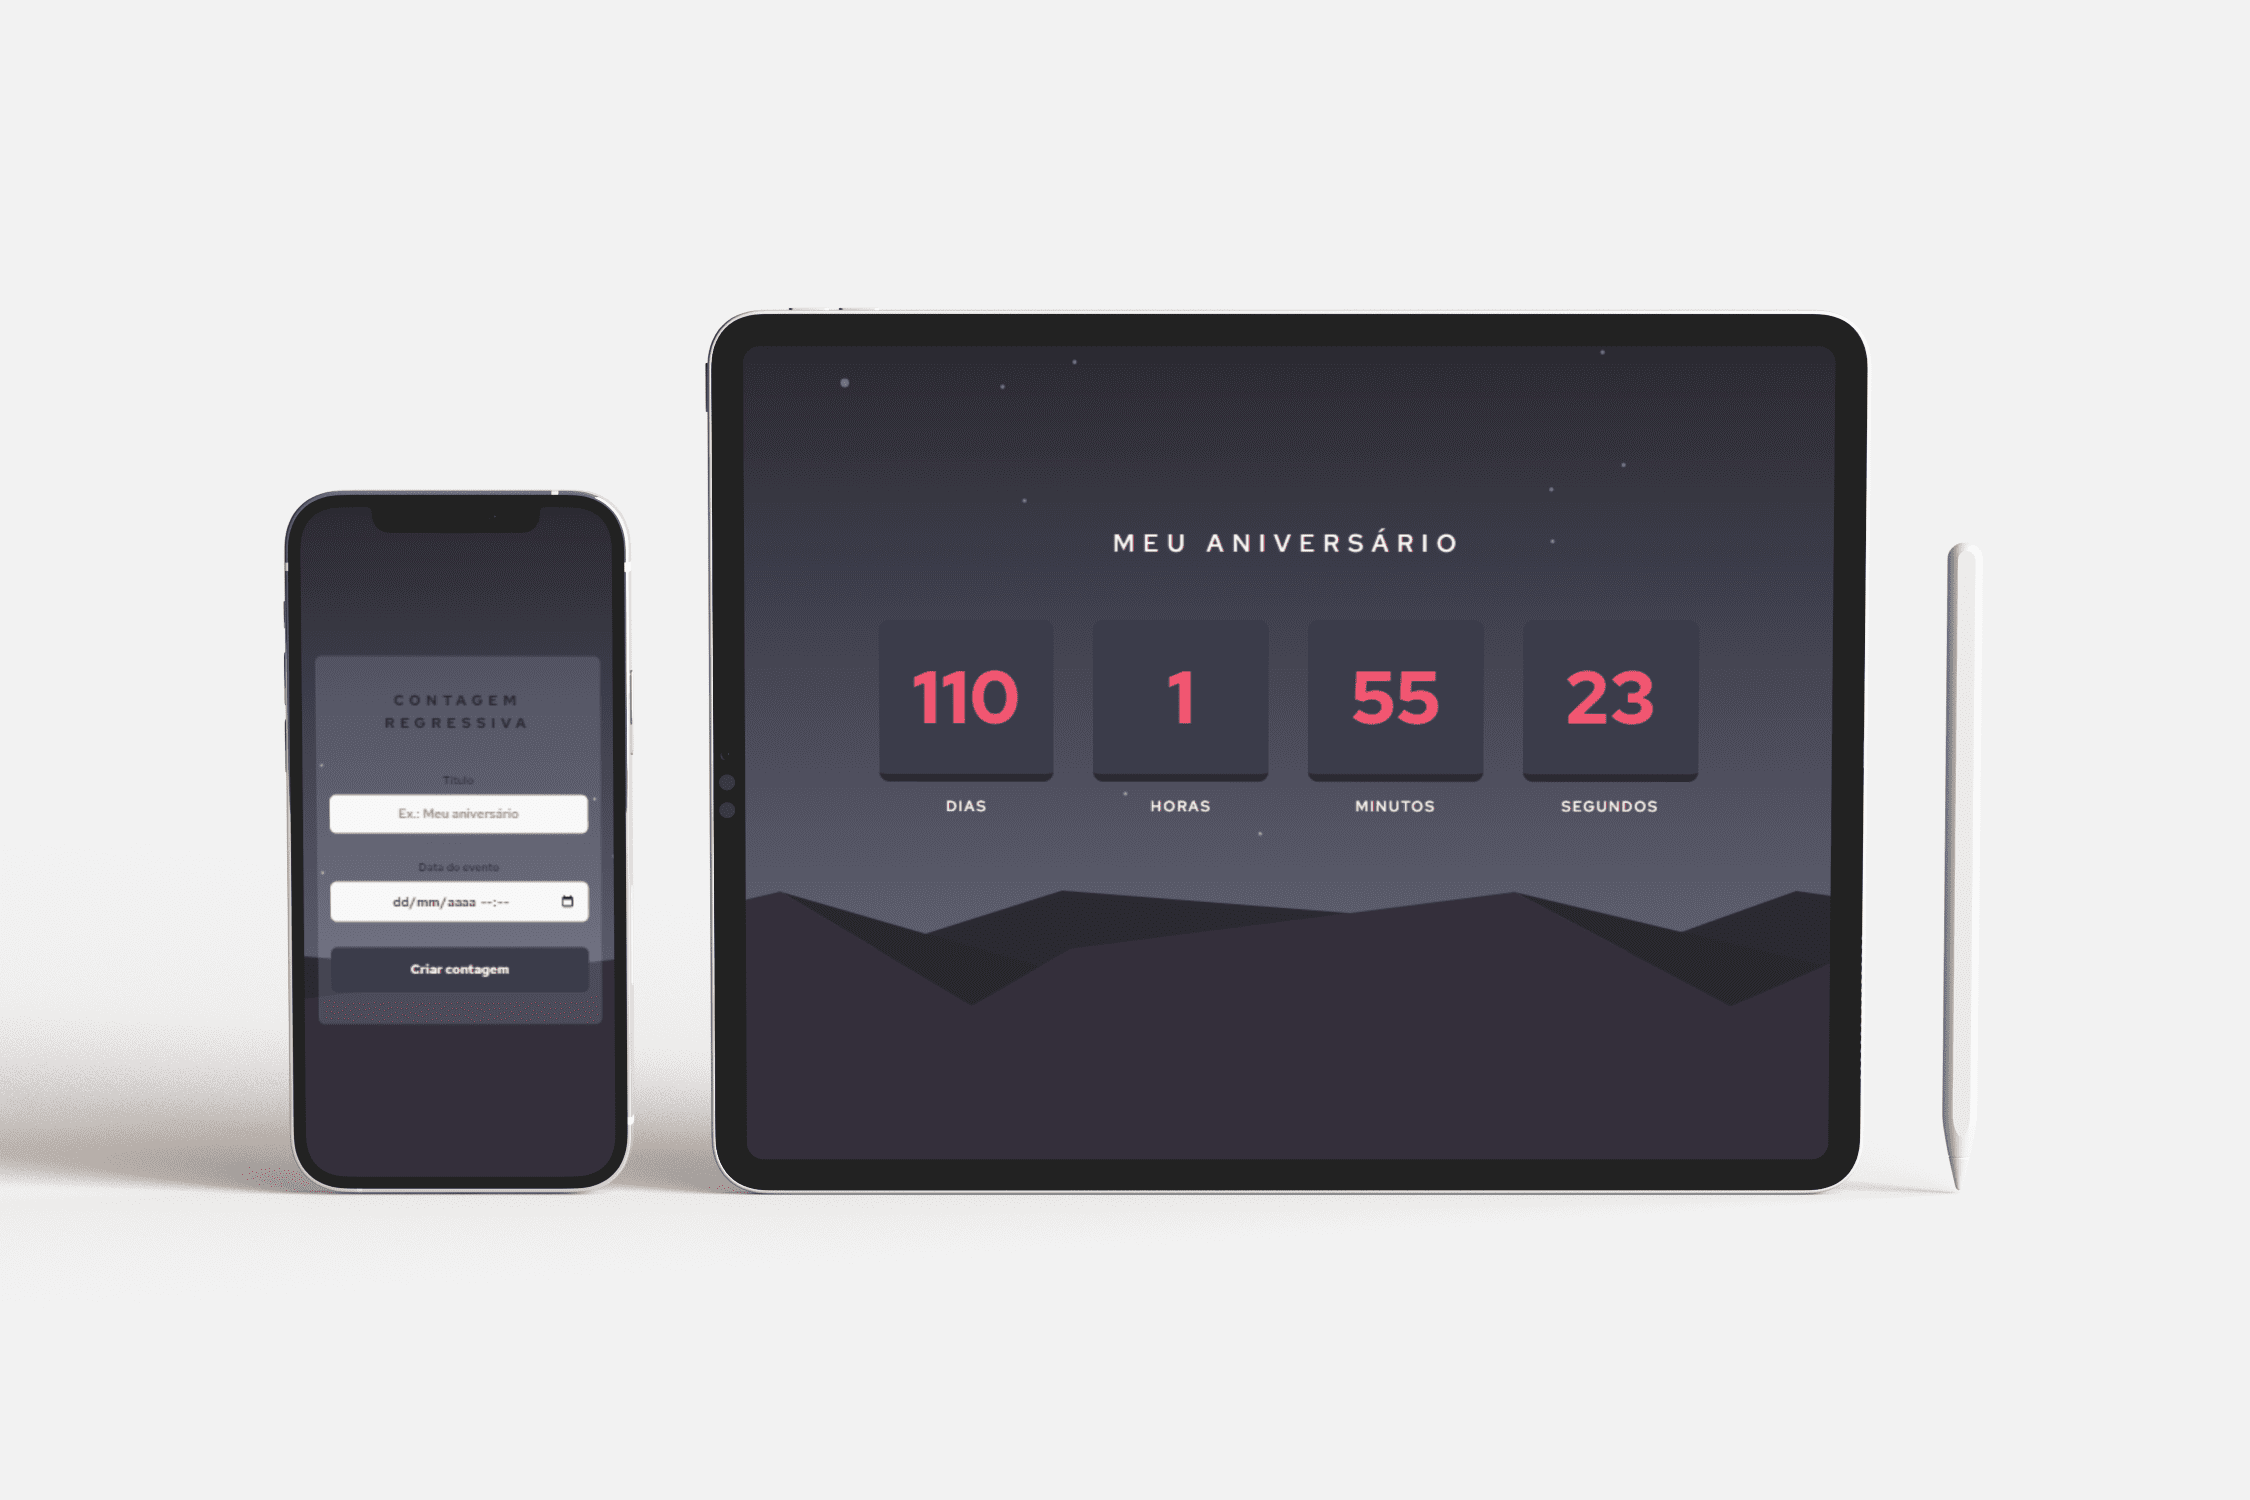 CONTAGEM
REGRESSIVA
Título
Ex.: Meu aniversário
Data do evento
dd/mm/aaaa --:--
Criar contagem
MEU ANIVERSÁRIO
110 1 55 23
DIAS HORAS MINUTOS SEGUNDOS